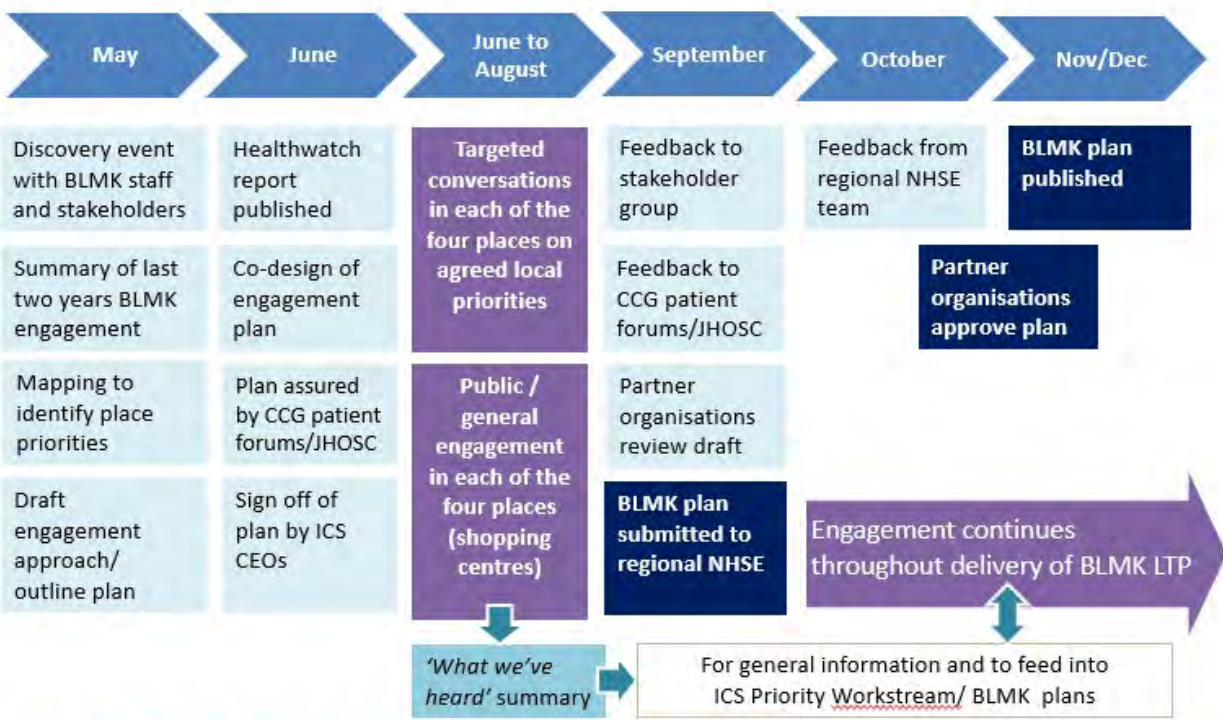 May
June
June to
August
September
October
Nov/Dec
Discovery event
with BLMK staff
and stakeholders
Summary of last
two years BLMK
engagement
Mapping to
identify place
priorities
Draft
engagement
approach/
outline plan
Healthwatch
report
published
Co-design of
engagement
plan
Plan assured
by CCG patient
forums/JHOSC
Sign off of
plan by ICS
CEOs
Targeted
conversations
in each of the
four places on
agreed local
priorities
Public /
general
engagement
in each of the
four places
(shopping
centres)
Feedback to
stakeholder
group
Feedback to
CCG patient
forums/JHOSC
Partner
organisations
review draft
BLMK plan
submitted to
regional NHSE
Feedback from
regional NHSE
team
BLMK plan
published
Partner
organisations
approve plan
Engagement continues
throughout delivery of BLMK LTP
'What we've
heard' summary
For general information and to feed into
ICS Priority Workstream/ BLMK plans